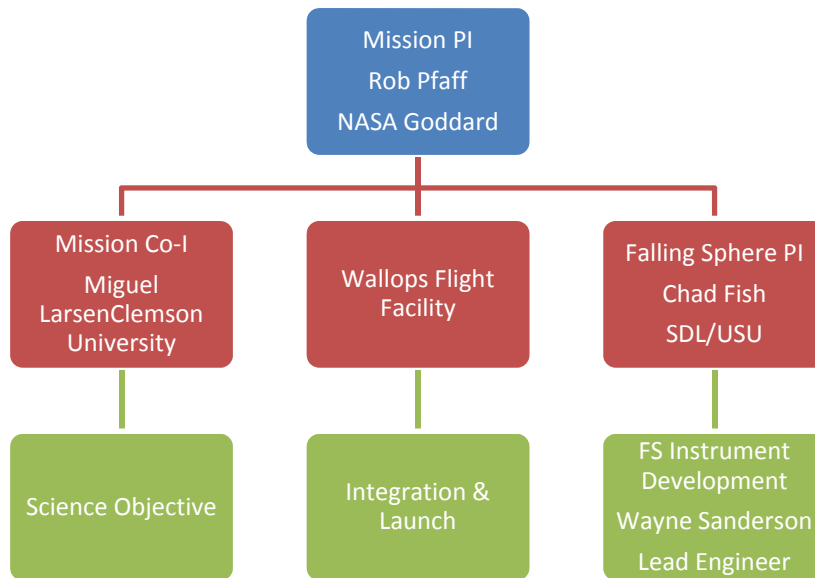 Mission PI
Rob Pfaff
NASA Goddard
Mission Co-I
Miguel
LarsenClemson
University
Wallops Flight
Facility
Falling Sphere PI
Chad Fish
SDL/USU
Science Objective
Integration &
Launch
FS Instrument
Development
Wayne Sanderson
Lead Engineer